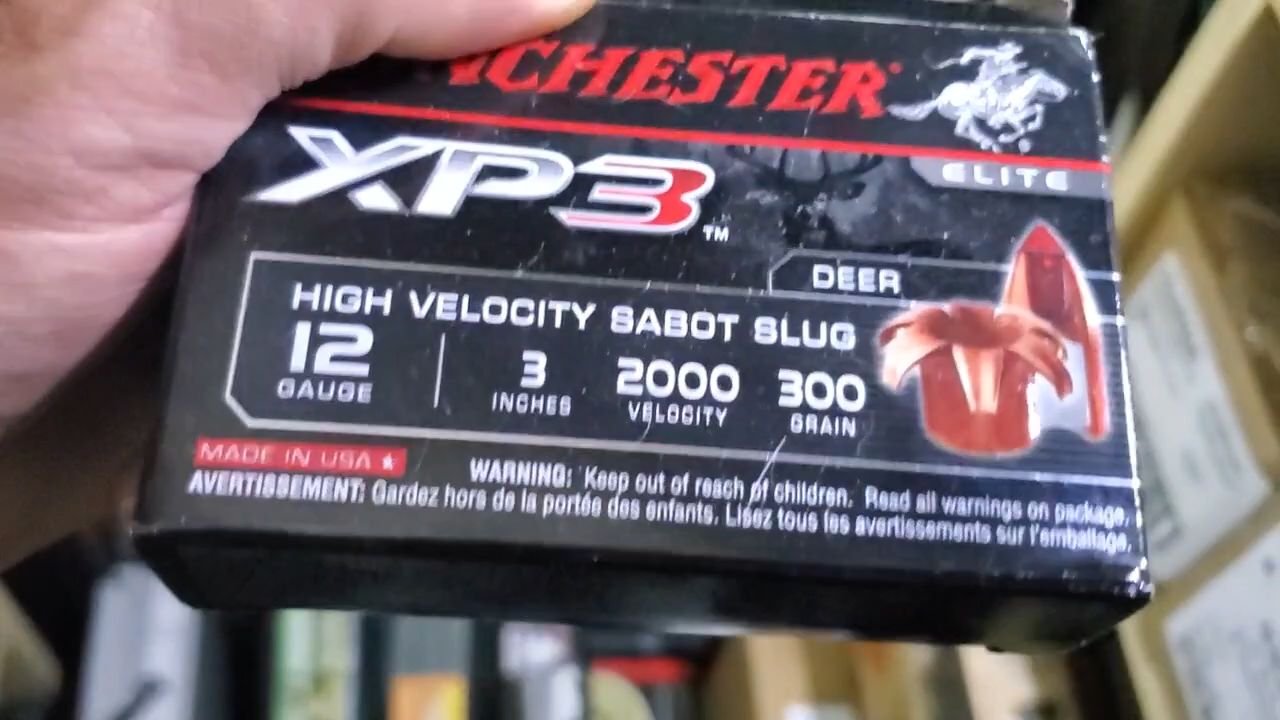 WINCHESTER
ELITE
XP3™
DEER
HIGH VELOCITY SABOT SLUG
12 GAUGE
3 INCHES
2000 VELOCITY
300 GRAIN
MADE IN USA
WARNING: Keep out of reach of children. Read all warnings on package.
AVERTISSEMENT: Gardez hors de la portée des enfants. Lisez tous les avertissements sur l'emballage.